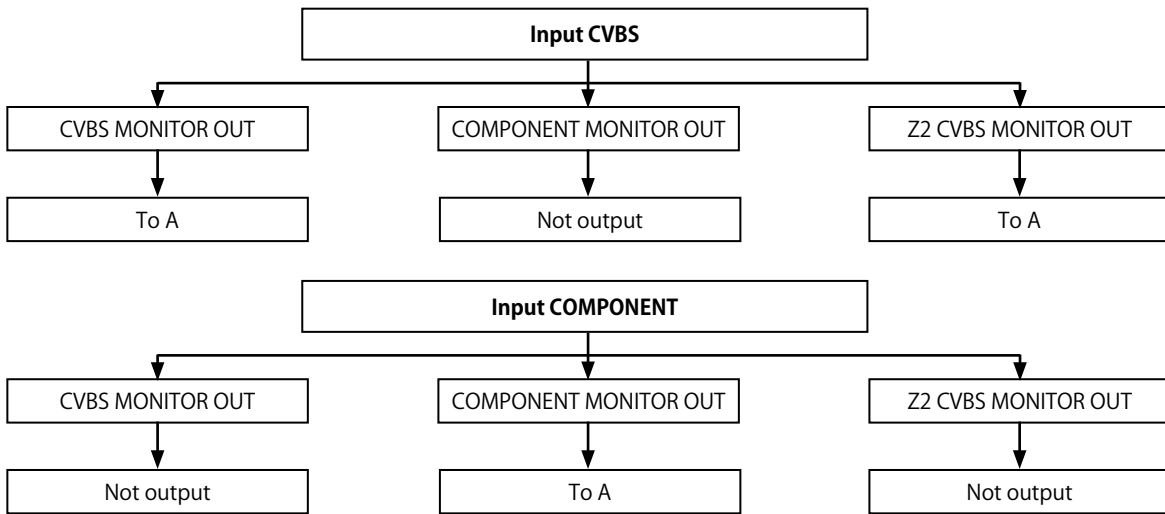 Input CVBS
CVBS MONITOR OUT
COMPONENT MONITOR OUT
Z2 CVBS MONITOR OUT
To A
Not output
To A
Input COMPONENT
CVBS MONITOR OUT
COMPONENT MONITOR OUT
Z2 CVBS MONITOR OUT
Not output
To A
Not output